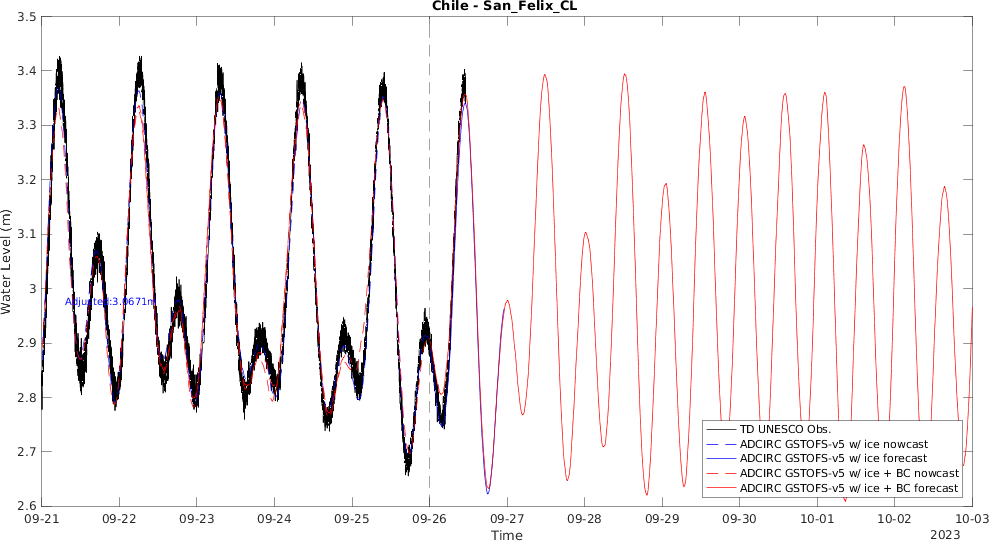 Chile - San_Felix_CL
3.5
3.4
3.3
3.2
3.1
3
2.9
2.8
2.7
2.6
Water Level (m)
Adjusted:3.0671m
TD UNESCO Obs.
ADCIRC GSTOFS-v5 w/ ice nowcast
ADCIRC GSTOFS-v5 w/ ice forecast
ADCIRC GSTOFS-v5 w/ ice + BC nowcast
ADCIRC GSTOFS-v5 w/ ice + BC forecast
09-21 09-22 09-23 09-24 09-25 09-26 09-27 09-28 09-29 09-30 10-01 10-02 10-03
Time
2023